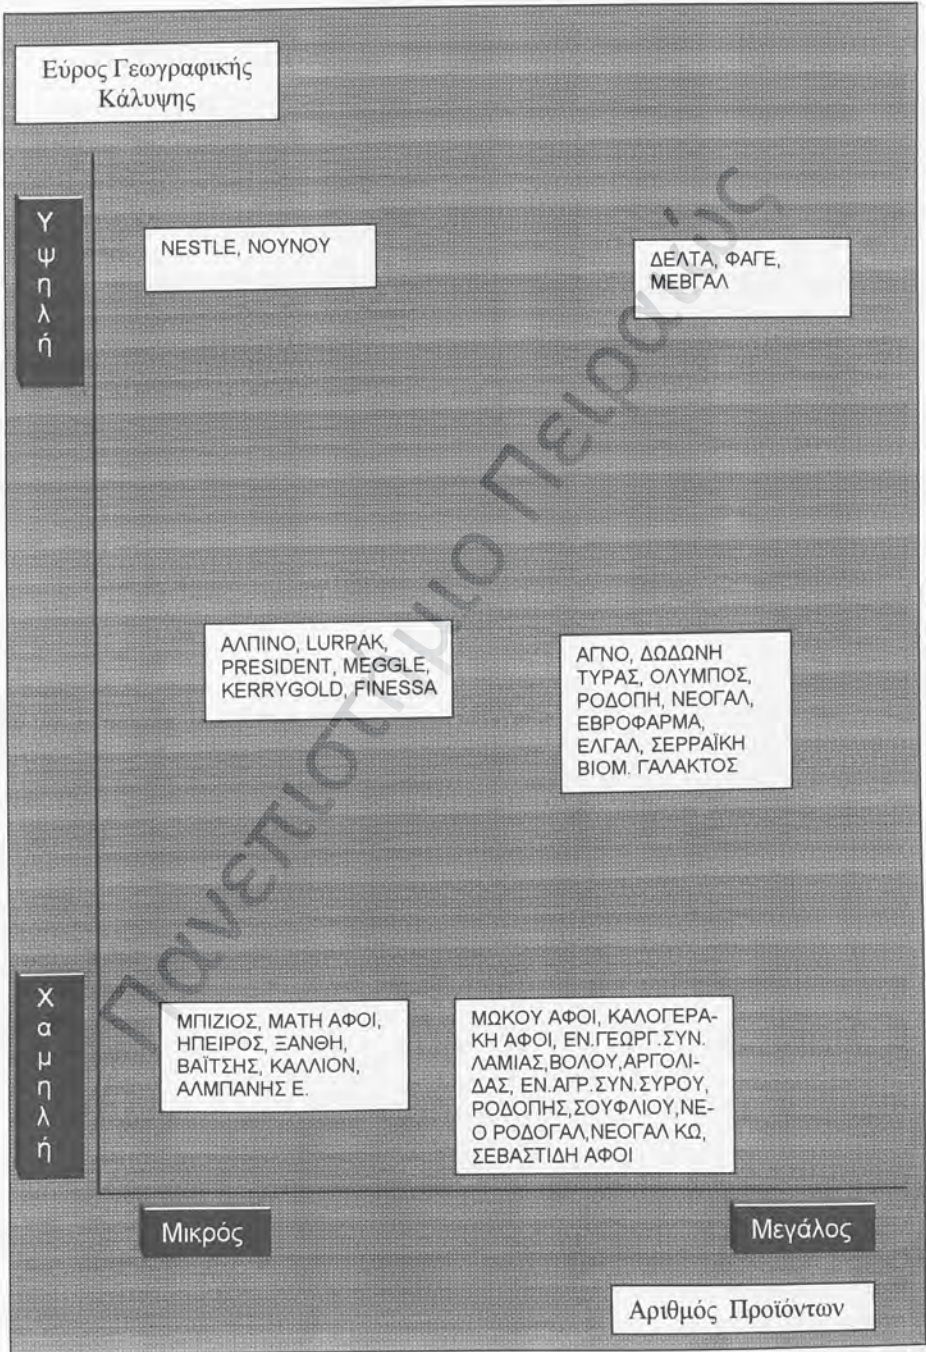 Εύρος Γεωγραφικής
Κάλυψης
Υψηλή
NESTLE, ΝΟΥΝΟΥ
ΔΕΛΤΑ, ΦΑΓΕ,
ΜΕΒΓΑΛ
ΑΛΠΙΝΟ, LURPAK,
PRESIDENT, MEGGLE,
KERRYGOLD, FINESSA
ΑΓΝΟ, ΔΩΔΩΝΗ
ΤΥΡΑΣ, ΟΛΥΜΠΟΣ,
ΡΟΔΟΠΗ, ΝΕΟΓΑΛ,
ΕΒΡΟΦΑΡΜΑ,
ΕΛΓΑΛ, ΣΕΡΡΑΪΚΗ
ΒΙΟΜ. ΓΑΛΑΚΤΟΣ
Χαμηλή
ΜΠΙΖΙΟΣ, ΜΑΤΗ ΑΦΟΙ,
ΗΠΕΙΡΟΣ, ΞΑΝΘΗ,
ΒΑΪΤΣΗΣ, ΚΑΛΛΙΟΝ,
ΑΛΜΠΑΝΗΣ Ε.
ΜΩΚΟΥ ΑΦΟΙ, ΚΑΛΟΓΕΡΑ-
ΚΗ ΑΦΟΙ, ΕΝ.ΓΕΩΡΓ.ΣΥΝ.
ΛΑΜΙΑΣ,ΒΟΛΟΥ,ΑΡΓΟΛΙ-
ΔΑΣ, ΕΝ.ΑΓΡ.ΣΥΝ.ΣΥΡΟΥ,
ΡΟΔΟΠΗΣ,ΣΟΥΦΛΙΟΥ,ΝΕ-
Ο ΡΟΔΟΓΑΛ,ΝΕΟΓΑΛ ΚΩ,
ΣΕΒΑΣΤΙΔΗ ΑΦΟΙ
Μικρός
Μεγάλος
Αριθμός Προϊόντων
Πανεπιστήμιο Πειραιώς